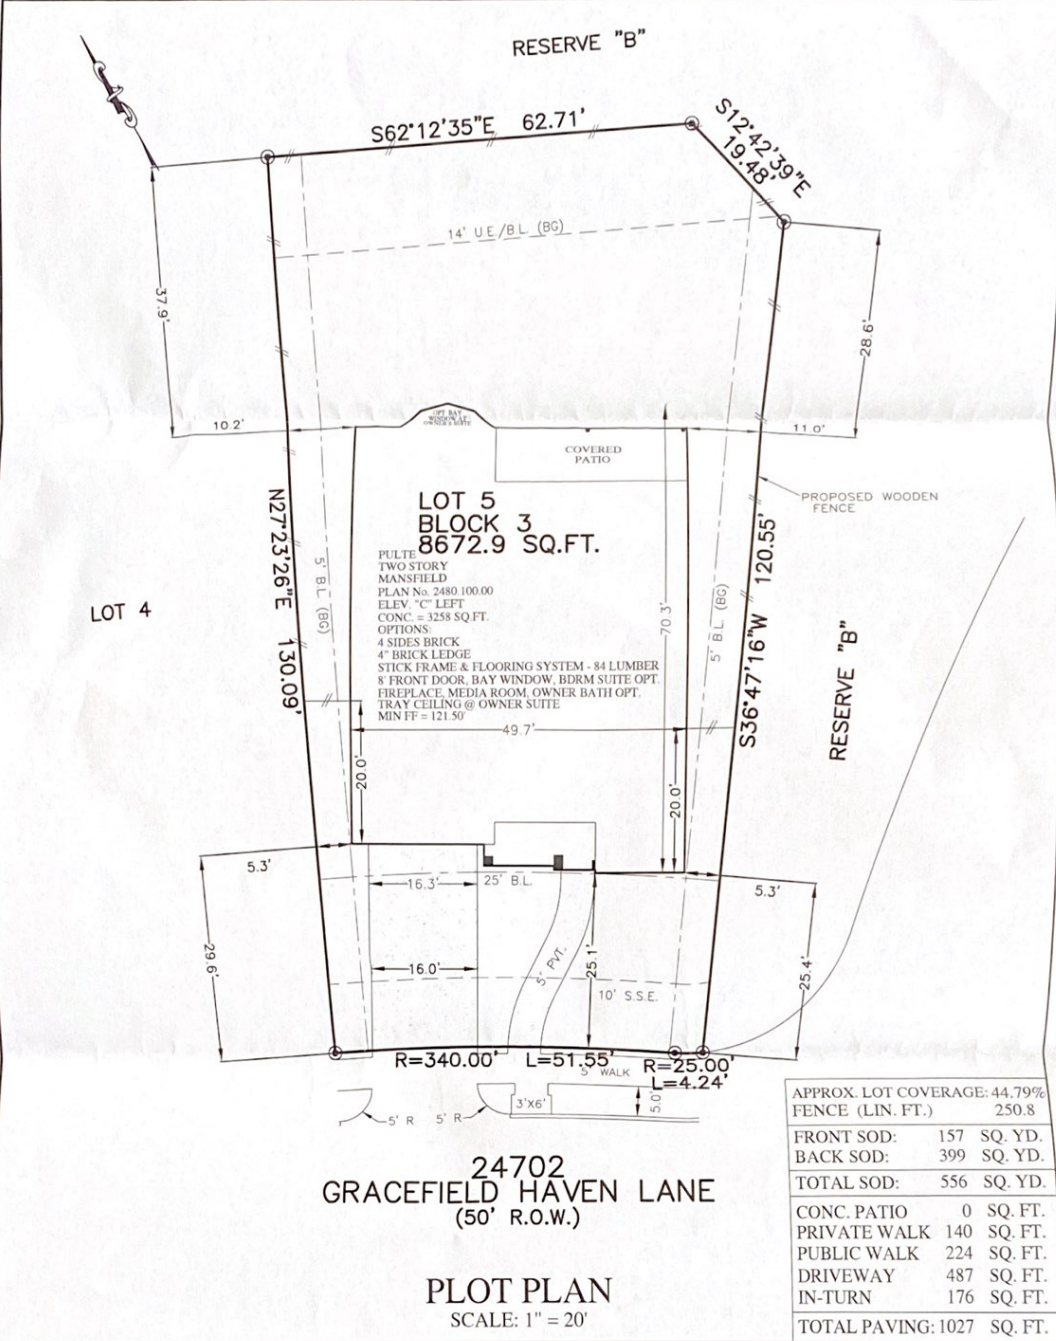 RESERVE "B"
S62°12'35"E 62.71'
S12°42'39"E
19.48'
14' U.E./B.L. (BG)
37.9'
28.6'
10.2'
OPT BAY
WINDOW AT
OWNER'S SUITE
11.0'
COVERED
PATIO
PROPOSED WOODEN
FENCE
LOT 5
BLOCK 3
8672.9 SQ.FT.
PULTE
TWO STORY
MANSFIELD
PLAN No. 2480.100.00
ELEV. "C" LEFT
CONC. = 3258 SQ.FT.
OPTIONS:
4 SIDES BRICK
4" BRICK LEDGE
STICK FRAME & FLOORING SYSTEM - 84 LUMBER
8' FRONT DOOR, BAY WINDOW, BDRM SUITE OPT.
FIREPLACE, MEDIA ROOM, OWNER BATH OPT.
TRAY CEILING @ OWNER SUITE
MIN FF = 121.50'
N27°23'26"E 130.09'
5' B.L. (BG)
LOT 4
70.3'
5' B.L. (BG)
S36°47'16"W 120.55'
RESERVE "B"
49.7'
20.0'
20.0'
5.3'
16.3'
25' B.L.
5.3'
29.6'
16.0'
5' PVT.
25.1'
10' S.S.E.
25.4'
R=340.00' L=51.55'
R=25.00'
L=4.24'
5' WALK
5' R
5' R
3'X6'
5.0'
24702
GRACEFIELD HAVEN LANE
(50' R.O.W.)
PLOT PLAN
SCALE: 1" = 20'
APPROX. LOT COVERAGE: 44.79%
FENCE (LIN. FT.) 250.8
FRONT SOD: 157 SQ. YD.
BACK SOD: 399 SQ. YD.
TOTAL SOD: 556 SQ. YD.
CONC. PATIO 0 SQ. FT.
PRIVATE WALK 140 SQ. FT.
PUBLIC WALK 224 SQ. FT.
DRIVEWAY 487 SQ. FT.
IN-TURN 176 SQ. FT.
TOTAL PAVING: 1027 SQ. FT.